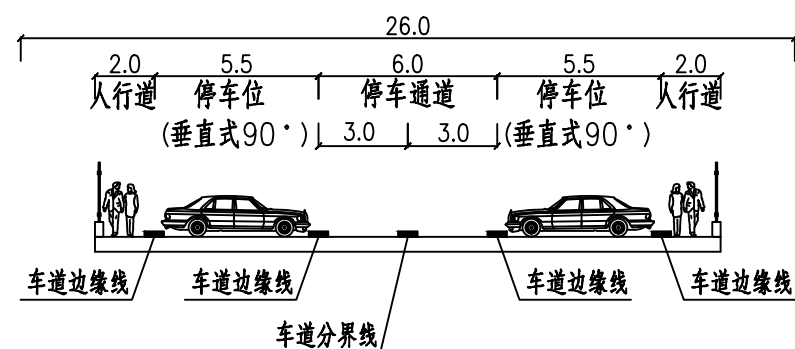 26.0
2.0 5.5 6.0 5.5 2.0
人行道 停车位 停车通道 停车位 人行道
(垂直式90°) 3.0 3.0 (垂直式90°)
车道边缘线 车道边缘线 车道边缘线 车道边缘线
车道分界线